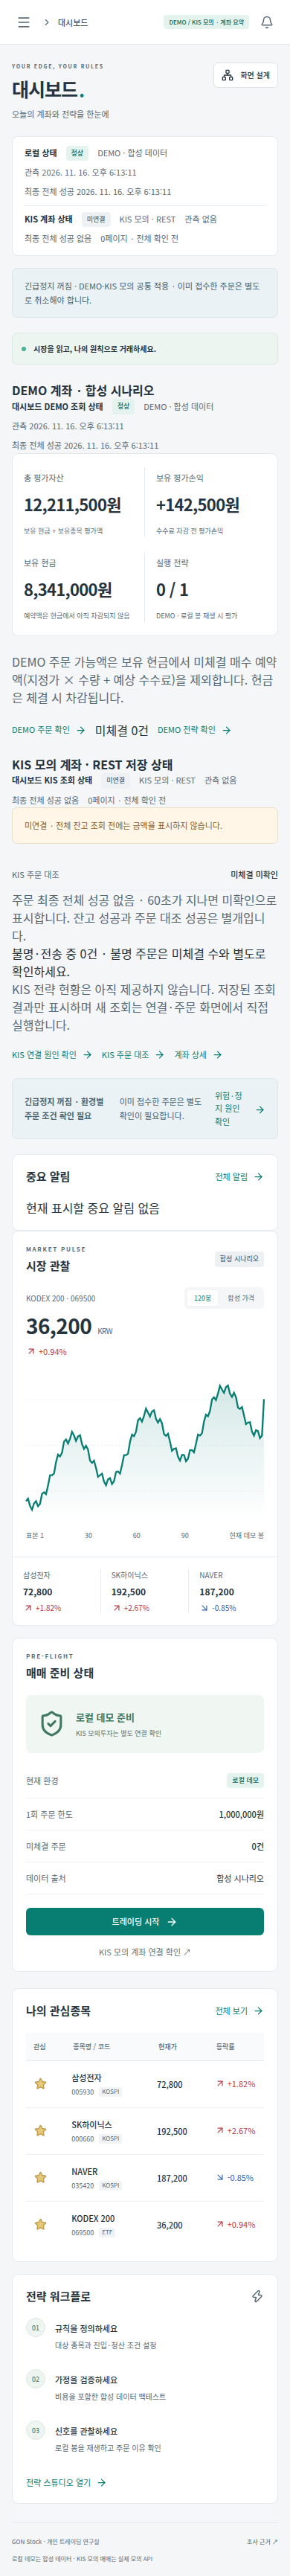 대시보드
DEMO / KIS 모의 · 계좌 요약
YOUR EDGE, YOUR RULES
대시보드.
화면 설계
오늘의 계좌와 전략을 한눈에
로컬 상태 정상 DEMO · 합성 데이터
관측 2026. 11. 16. 오후 6:13:11
최종 전체 성공 2026. 11. 16. 오후 6:13:11
KIS 계좌 상태 미연결 KIS 모의 · REST 관측 없음
최종 전체 성공 없음 0페이지 · 전체 확인 전
긴급정지 꺼짐 · DEMO·KIS 모의 공통 적용 · 이미 접수한 주문은 별도
로 취소해야 합니다.
시장을 읽고, 나의 원칙으로 거래하세요.
DEMO 계좌 · 합성 시나리오
대시보드 DEMO 조회 상태 정상 DEMO · 합성 데이터
관측 2026. 11. 16. 오후 6:13:11
최종 전체 성공 2026. 11. 16. 오후 6:13:11
총 평가자산
12,211,500원
보유 현금 + 보유종목 평가액
보유 평가손익
+142,500원
수수료 차감 전 평가손익
보유 현금
8,341,000원
예약액은 현금에서 아직 차감되지 않음
실행 전략
0 / 1
DEMO · 로컬 봉 재생 시 평가
DEMO 주문 가능액은 보유 현금에서 미체결 매수 예약
액(지정가 × 수량 + 예상 수수료)을 제외합니다. 현금
은 체결 시 차감됩니다.
DEMO 주문 확인 → 미체결 0건 DEMO 전략 확인 →
KIS 모의 계좌 · REST 저장 상태
대시보드 KIS 조회 상태 미연결 KIS 모의 · REST 관측 없음
최종 전체 성공 없음 0페이지 · 전체 확인 전
미연결 · 전체 잔고 조회 전에는 금액을 표시하지 않습니다.
KIS 주문 대조 미체결 미확인
주문 최종 전체 성공 없음 · 60초가 지나면 미확인으로
표시합니다. 잔고 성공과 주문 대조 성공은 별개입니
다.
불명·전송 중 0건 · 불명 주문은 미체결 수와 별도로
확인하세요.
KIS 전략 현황은 아직 제공하지 않습니다. 저장된 조회
결과만 표시하며 새 조회는 연결·주문 화면에서 직접
실행합니다.
KIS 연결 원인 확인 → KIS 주문 대조 → 계좌 상세 →
긴급정지 꺼짐 · 환경별
주문 조건 확인 필요
이미 접수한 주문은 별도
확인이 필요합니다.
위험·정
지 원인
확인
→
중요 알림 전체 알림 →
현재 표시할 중요 알림 없음
MARKET PULSE
시장 관찰
합성 시나리오
KODEX 200 · 069500
120봉 합성 가격
36,200 KRW
↗ +0.94%
표본 1 30 60 90 현재 데모 봉
삼성전자
72,800
↗ +1.82%
SK하이닉스
192,500
↗ +2.67%
NAVER
187,200
↘ -0.85%
PRE-FLIGHT
매매 준비 상태
로컬 데모 준비
KIS 모의투자는 별도 연결 확인
현재 환경 로컬 데모
1회 주문 한도 1,000,000원
미체결 주문 0건
데이터 출처 합성 시나리오
트레이딩 시작 →
KIS 모의 계좌 연결 확인 ↗
나의 관심종목 전체 보기 →
관심 종목명 / 코드 현재가 등락률
삼성전자
005930 KOSPI
72,800 ↗ +1.82%
SK하이닉스
000660 KOSPI
192,500 ↗ +2.67%
NAVER
035420 KOSPI
187,200 ↘ -0.85%
KODEX 200
069500 ETF
36,200 ↗ +0.94%
전략 워크플로
01 규칙을 정의하세요
대상 종목과 진입·청산 조건 설정
02 가정을 검증하세요
비용을 포함한 합성 데이터 백테스트
03 신호를 관찰하세요
로컬 봉을 재생하고 주문 이유 확인
전략 스튜디오 열기 →
GON Stock · 개인 트레이딩 연구실 조사 근거 ↗
로컬 데모는 합성 데이터 · KIS 모의 매매는 실제 모의 API